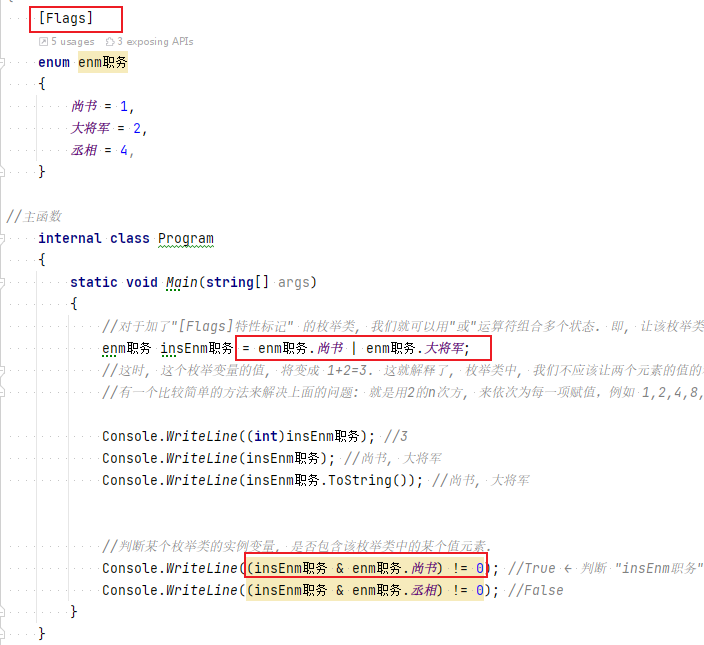 [Flags]
5 usages 3 exposing APIs
enum enm职务
{
尚书 = 1,
大将军 = 2,
丞相 = 4,
}
//主函数
internal class Program
{
static void Main(string[] args)
{
//对于加了"[Flags]特性标记" 的枚举类, 我们就可以用"或"运算符组合多个状态. 即, 让该枚举类
enm职务 insEnm职务 = enm职务.尚书 | enm职务.大将军;
//这时, 这个枚举变量的值, 将变成 1+2=3. 这就解释了, 枚举类中, 我们不应该让两个元素的值的
//有一个比较简单的方法来解决上面的问题: 就是用2的n次方, 来依次为每一项赋值, 例如 1,2,4,8,
Console.WriteLine((int)insEnm职务); //3
Console.WriteLine(insEnm职务); //尚书, 大将军
Console.WriteLine(insEnm职务.ToString()); //尚书, 大将军
//判断某个枚举类的实例变量, 是否包含该枚举类中的某个值元素.
Console.WriteLine((insEnm职务 & enm职务.尚书) != 0); //True ← 判断 "insEnm职务"
Console.WriteLine((insEnm职务 & enm职务.丞相) != 0); //False
}
}